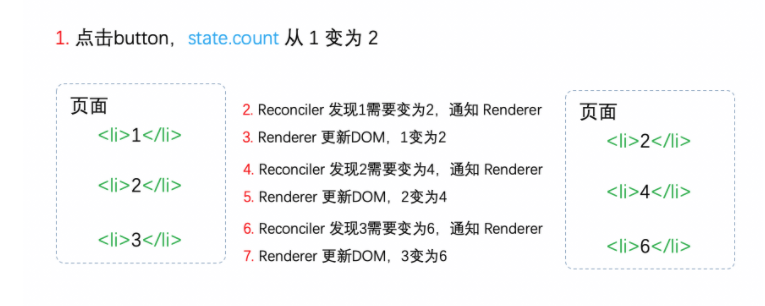 1. 点击button，state.count 从 1 变为 2
页面
<li>1</li>
<li>2</li>
<li>3</li>
2. Reconciler 发现1需要变为2，通知 Renderer
3. Renderer 更新DOM，1变为2
4. Reconciler 发现2需要变为4，通知 Renderer
5. Renderer 更新DOM，2变为4
6. Reconciler 发现3需要变为6，通知 Renderer
7. Renderer 更新DOM，3变为6
页面
<li>2</li>
<li>4</li>
<li>6</li>